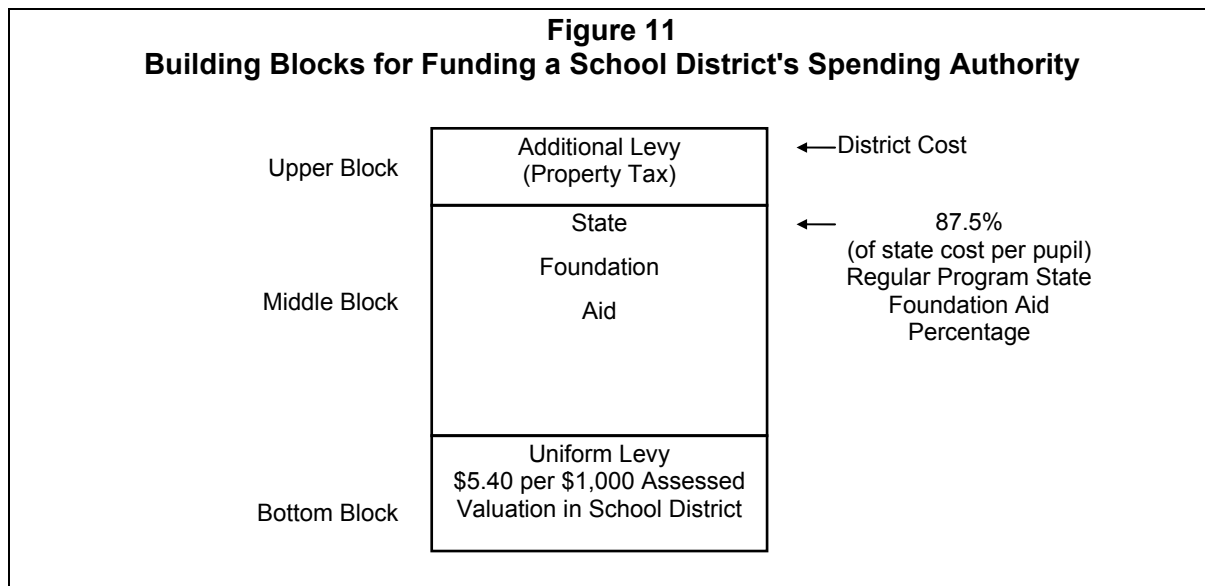 Figure 11
Building Blocks for Funding a School District's Spending Authority
Upper Block
Additional Levy
(Property Tax)
District Cost
Middle Block
State
Foundation
Aid
87.5%
(of state cost per pupil)
Regular Program State
Foundation Aid
Percentage
Bottom Block
Uniform Levy
$5.40 per $1,000 Assessed
Valuation in School District